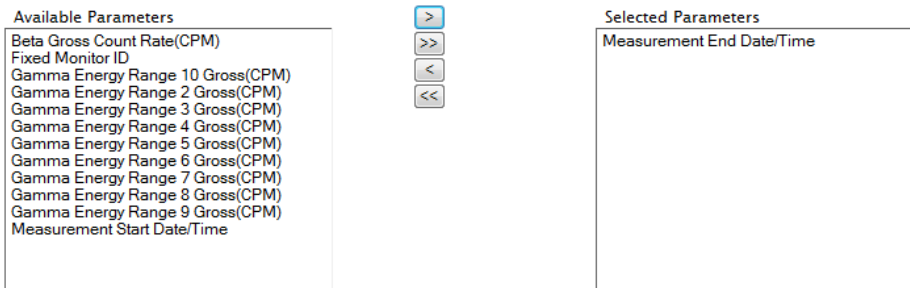 Available Parameters
Beta Gross Count Rate(CPM)
Fixed Monitor ID
Gamma Energy Range 10 Gross(CPM)
Gamma Energy Range 2 Gross(CPM)
Gamma Energy Range 3 Gross(CPM)
Gamma Energy Range 4 Gross(CPM)
Gamma Energy Range 5 Gross(CPM)
Gamma Energy Range 6 Gross(CPM)
Gamma Energy Range 7 Gross(CPM)
Gamma Energy Range 8 Gross(CPM)
Gamma Energy Range 9 Gross(CPM)
Measurement Start Date/Time
>
>>
<
<<
Selected Parameters
Measurement End Date/Time